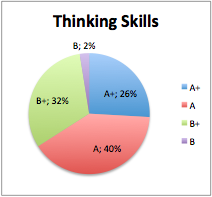 Thinking Skills
B; 2%
A+; 26%
B+; 32%
A; 40%
A+
A
B+
B